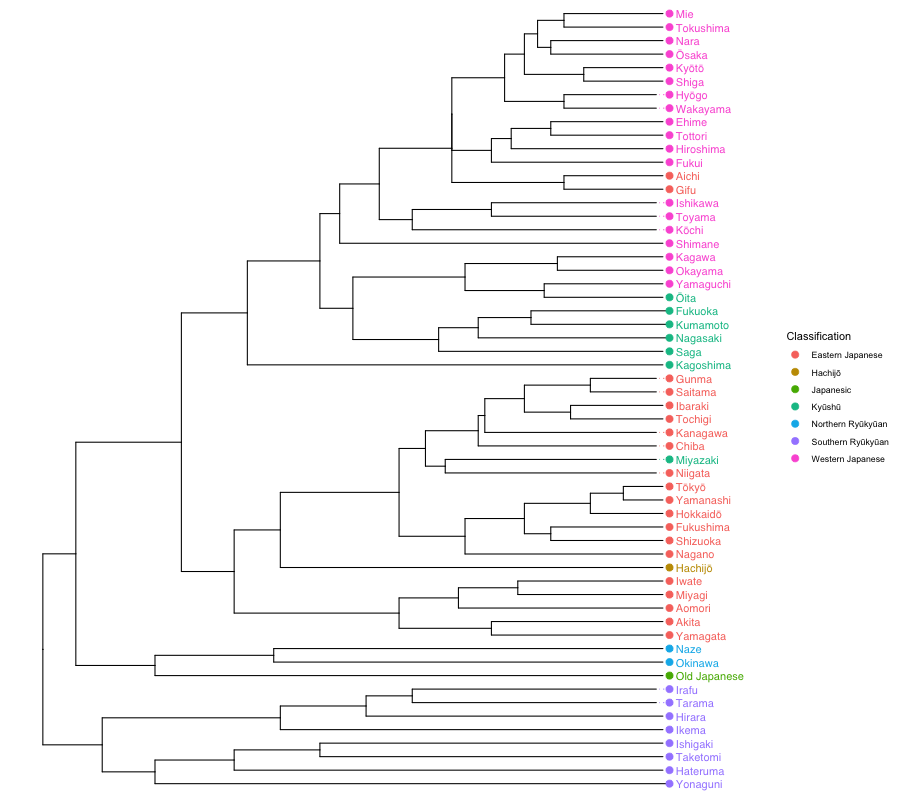 Mie
Tokushima
Nara
Ōsaka
Kyōtō
Shiga
Hyōgo
Wakayama
Ehime
Tottori
Hiroshima
Fukui
Aichi
Gifu
Ishikawa
Toyama
Kōchi
Shimane
Kagawa
Okayama
Yamaguchi
Ōita
Fukuoka
Kumamoto
Nagasaki
Saga
Kagoshima
Gunma
Saitama
Ibaraki
Tochigi
Kanagawa
Chiba
Miyazaki
Niigata
Tōkyō
Yamanashi
Hokkaidō
Fukushima
Shizuoka
Nagano
Hachijō
Iwate
Miyagi
Aomori
Akita
Yamagata
Naze
Okinawa
Old Japanese
Irafu
Tarama
Hirara
Ikema
Ishigaki
Taketomi
Hateruma
Yonaguni
Classification
Eastern Japanese
Hachijō
Japanesic
Kyūshū
Northern Ryūkyūan
Southern Ryūkyūan
Western Japanese